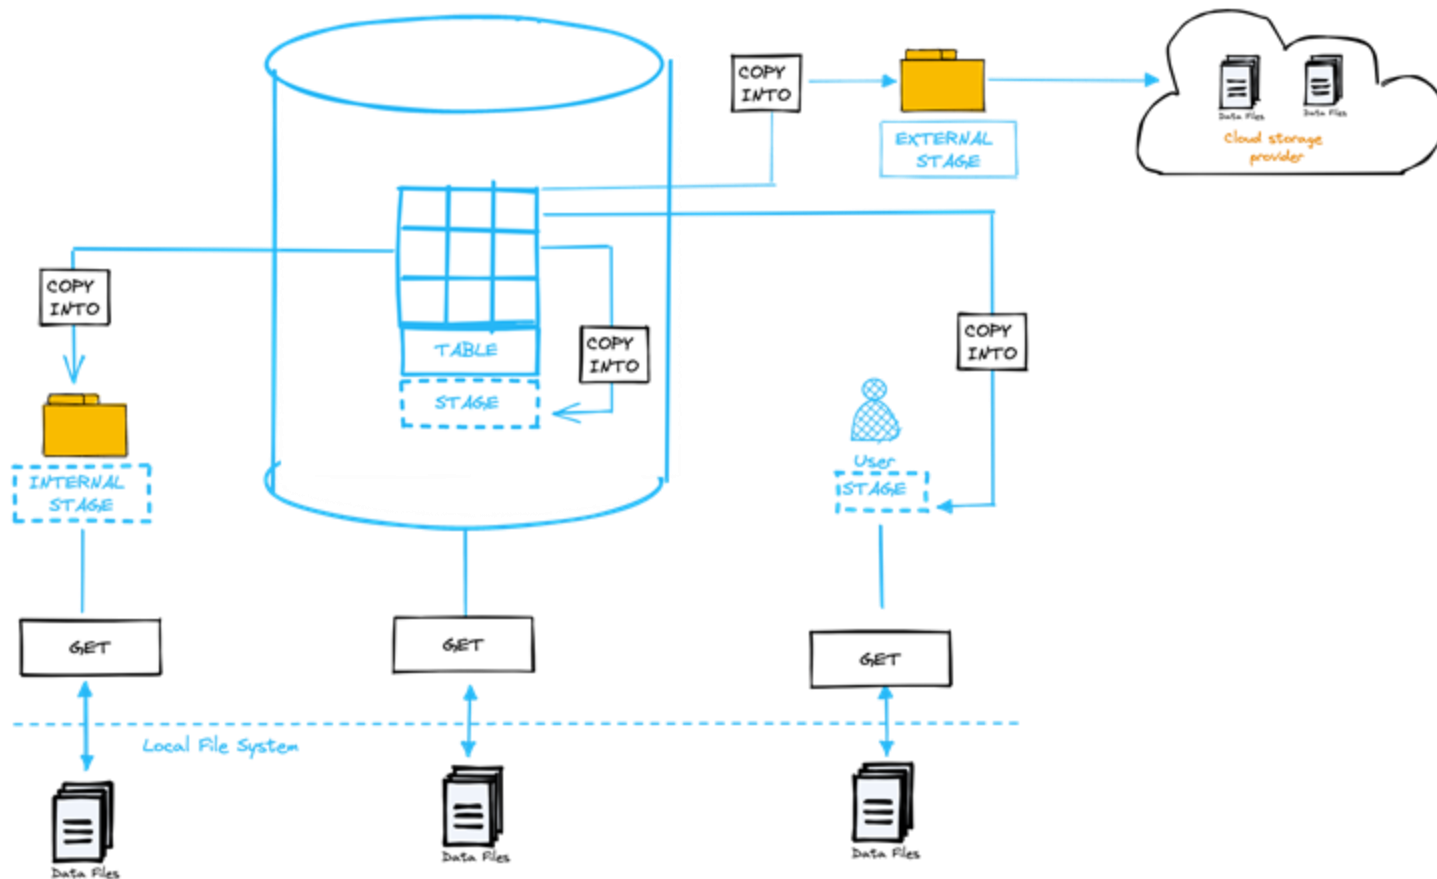 COPY
INTO
EXTERNAL
STAGE
Data Files
Data Files
Cloud storage
provider
COPY
INTO
TABLE
STAGE
COPY
INTO
COPY
INTO
User
STAGE
INTERNAL
STAGE
GET
GET
GET
Local File System
Data Files
Data Files
Data Files